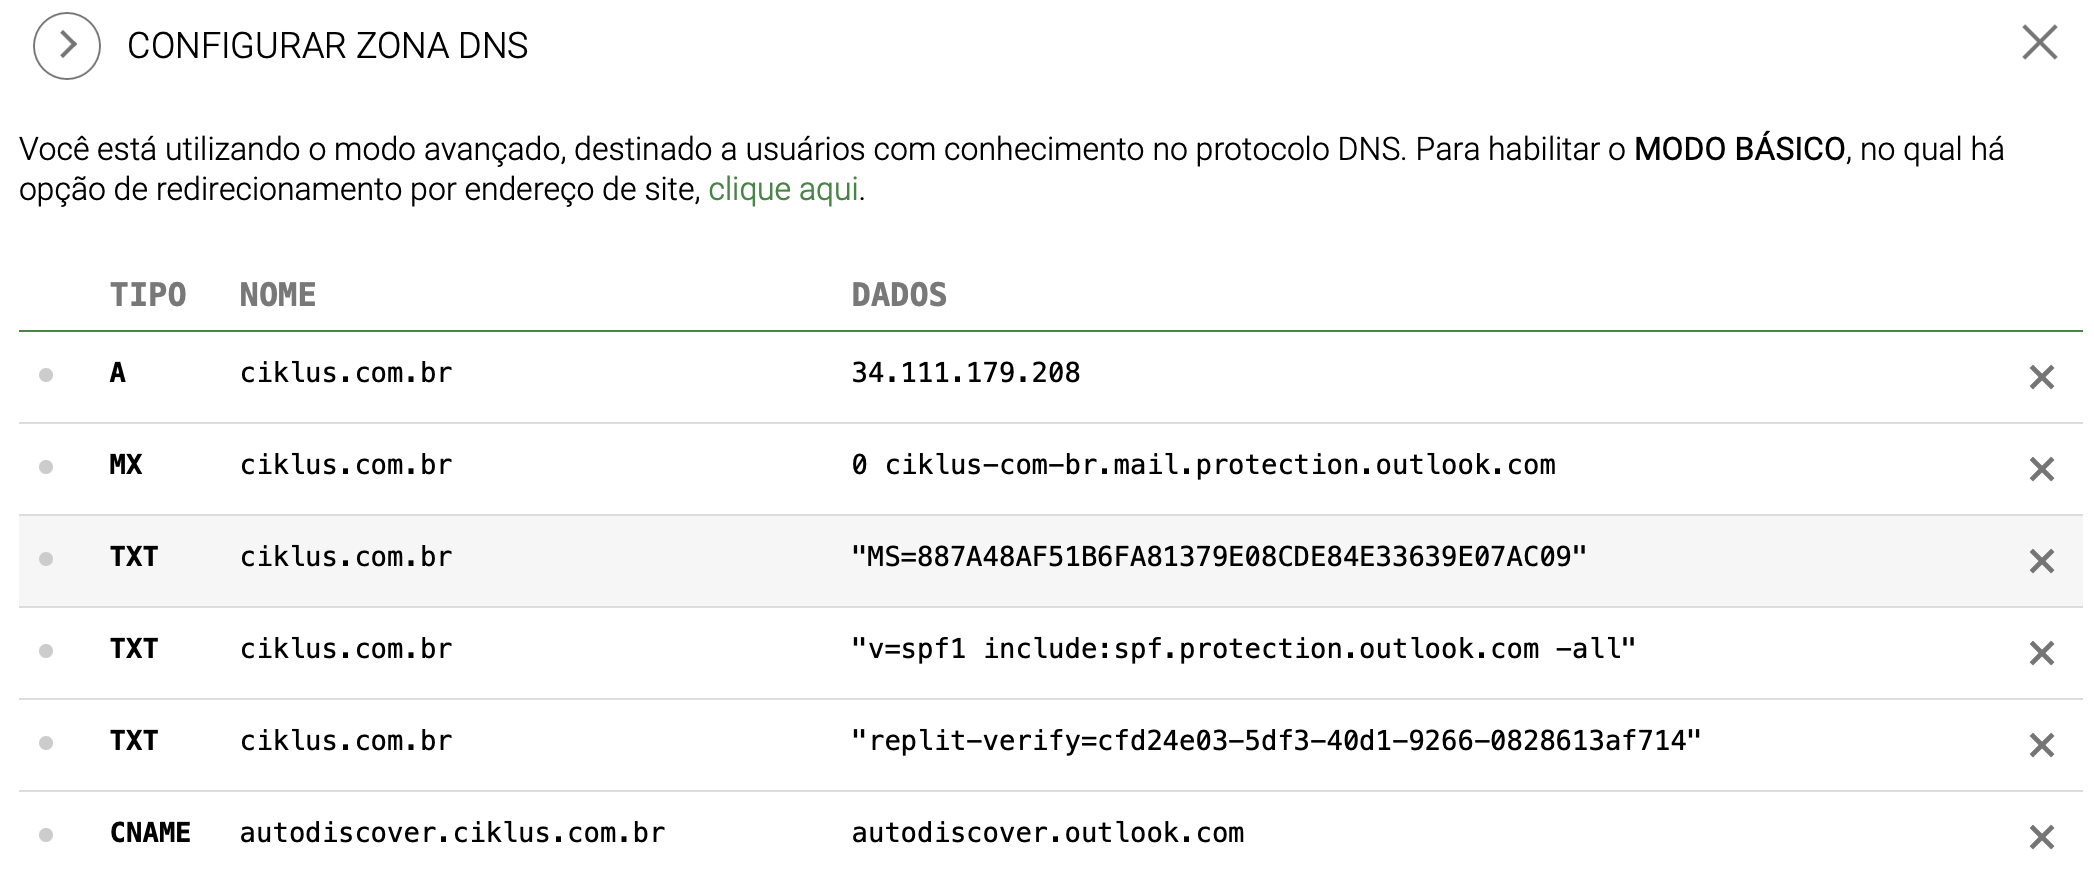 CONFIGURAR ZONA DNS
Você está utilizando o modo avançado, destinado a usuários com conhecimento no protocolo DNS. Para habilitar o MODO BÁSICO, no qual há
opção de redirecionamento por endereço de site, clique aqui.
TIPO NOME DADOS
A ciklus.com.br 34.111.179.208
MX ciklus.com.br 0 ciklus-com-br.mail.protection.outlook.com
TXT ciklus.com.br "MS=887A48AF51B6FA81379E08CDE84E33639E07AC09"
TXT ciklus.com.br "v=spf1 include:spf.protection.outlook.com -all"
TXT ciklus.com.br "replit-verify=cfd24e03-5df3-40d1-9266-0828613af714"
CNAME autodiscover.ciklus.com.br autodiscover.outlook.com